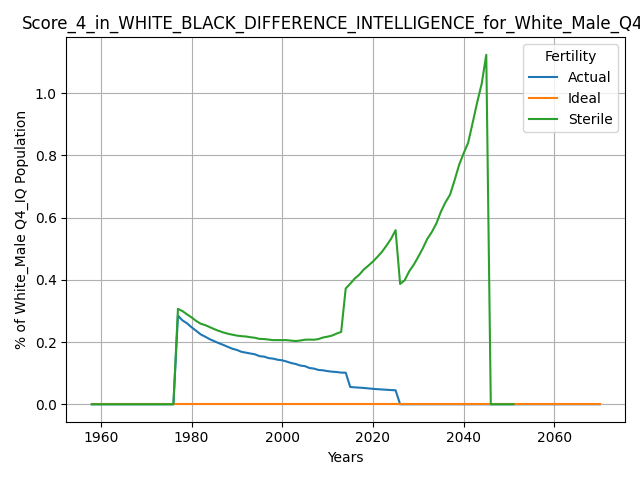 Score_4_in_WHITE_BLACK_DIFFERENCE_INTELLIGENCE_for_White_Male_Q4
Fertility
Actual
Ideal
Sterile
% of White_Male Q4_IQ Population
1.0
0.8
0.6
0.4
0.2
0.0
1960 1980 2000 2020 2040 2060
Years